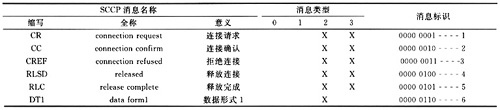 SCCP 消息名称 消息类型 消息标识
缩写 全称 意义 0 1 2 3
CR connection request 连接请求 X X 0000 0001 ---- 1
CC connection confirm 连接确认 X X 0000 0010 ---- 2
CREF connection refused 拒绝连接 X X 0000 0011 ---- 3
RLSD released 释放连接 X X 0000 0100 ---- 4
RLC release complete 释放完成 X X 0000 0101 ---- 5
DT1 data form1 数据形式 1 X 0000 0110 ---- 6